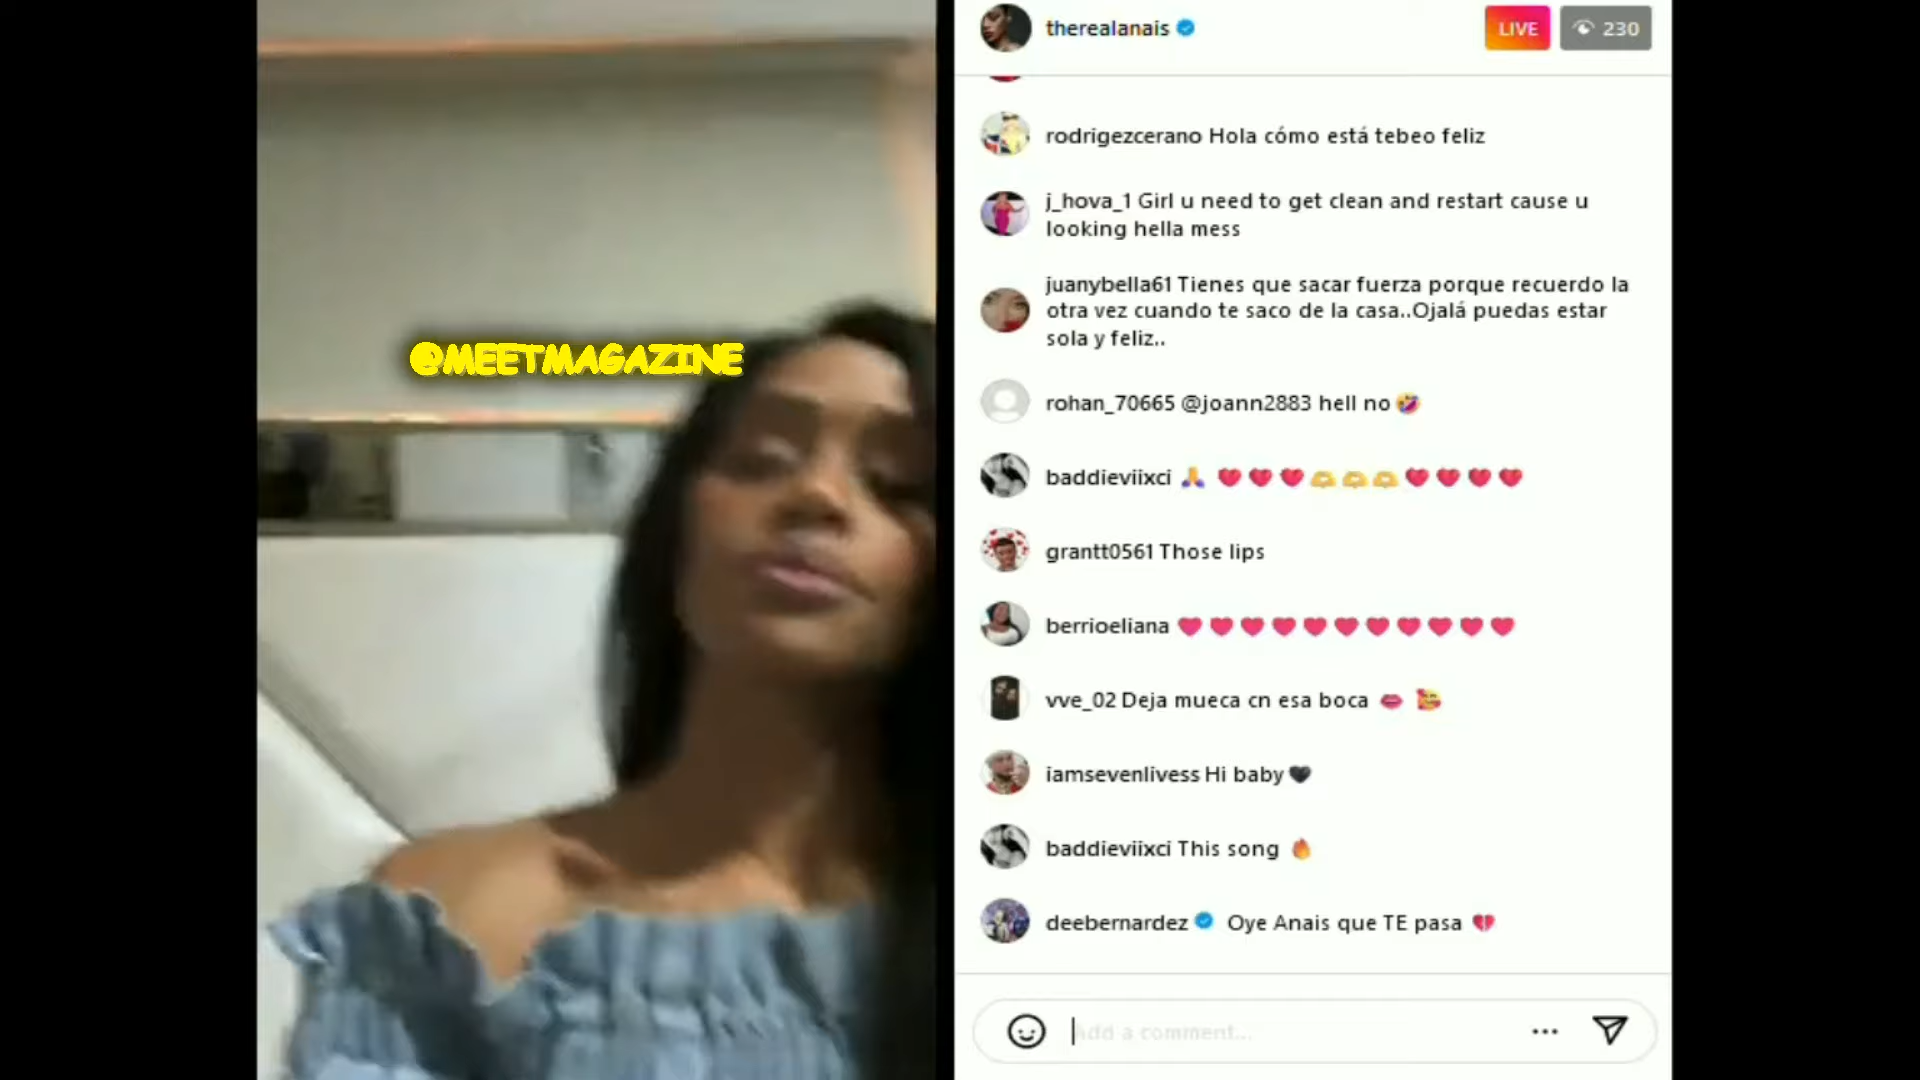 @MEETMAGAZINE
therealanais
LIVE
230
rodrigezcerano Hola cómo está tebeo feliz
j_hova_1 Girl u need to get clean and restart cause u
looking hella mess
juanybella61 Tienes que sacar fuerza porque recuerdo la
otra vez cuando te saco de la casa..Ojalá puedas estar
sola y feliz..
rohan_70665 @joann2883 hell no 🤣
baddieviixci 🙏 ❤️ ❤️ ❤️ 🫶 🫶 🫶 ❤️ ❤️ ❤️ ❤️
grantt0561 Those lips
berrioeliana ❤️ ❤️ ❤️ ❤️ ❤️ ❤️ ❤️ ❤️ ❤️ ❤️ ❤️
vve_02 Deja mueca cn esa boca 💋 🥰
iamsevenlivess Hi baby 🖤
baddieviixci This song 🔥
deebernardez Oye Anais que TE pasa 💔
Add a comment...